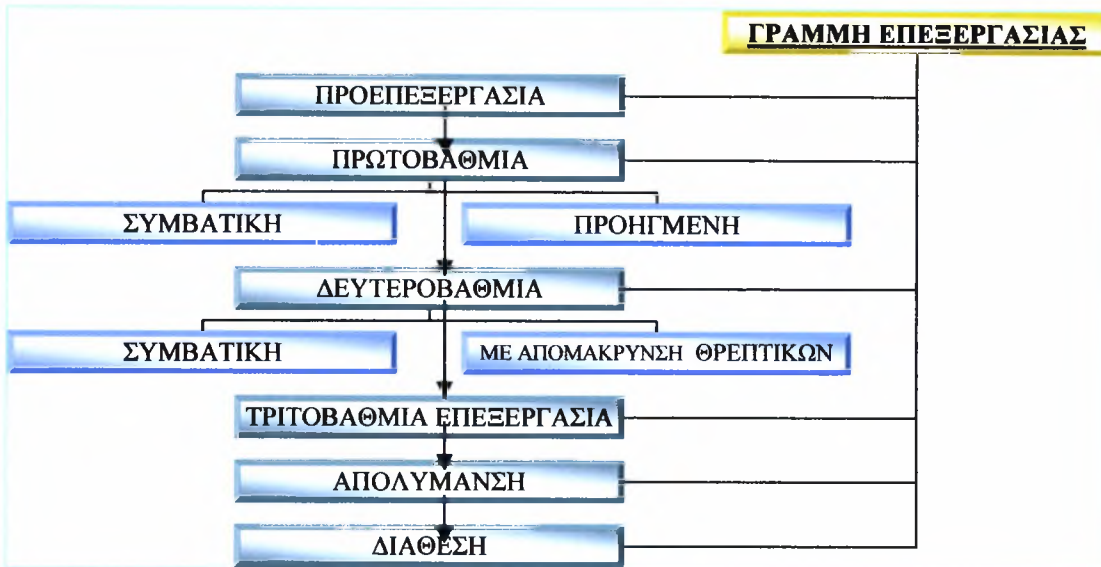 ΓΡΑΜΜΗ ΕΠΕΞΕΡΓΑΣΙΑΣ
ΠΡΟΕΠΕΞΕΡΓΑΣΙΑ
ΠΡΩΤΟΒΑΘΜΙΑ
ΣΥΜΒΑΤΙΚΗ
ΠΡΟΗΓΜΕΝΗ
ΔΕΥΤΕΡΟΒΑΘΜΙΑ
ΣΥΜΒΑΤΙΚΗ
ΜΕ ΑΠΟΜΑΚΡΥΝΣΗ ΘΡΕΠΤΙΚΩΝ
ΤΡΙΤΟΒΑΘΜΙΑ ΕΠΕΞΕΡΓΑΣΙΑ
ΑΠΟΛΥΜΑΝΣΗ
ΔΙΑΘΕΣΗ